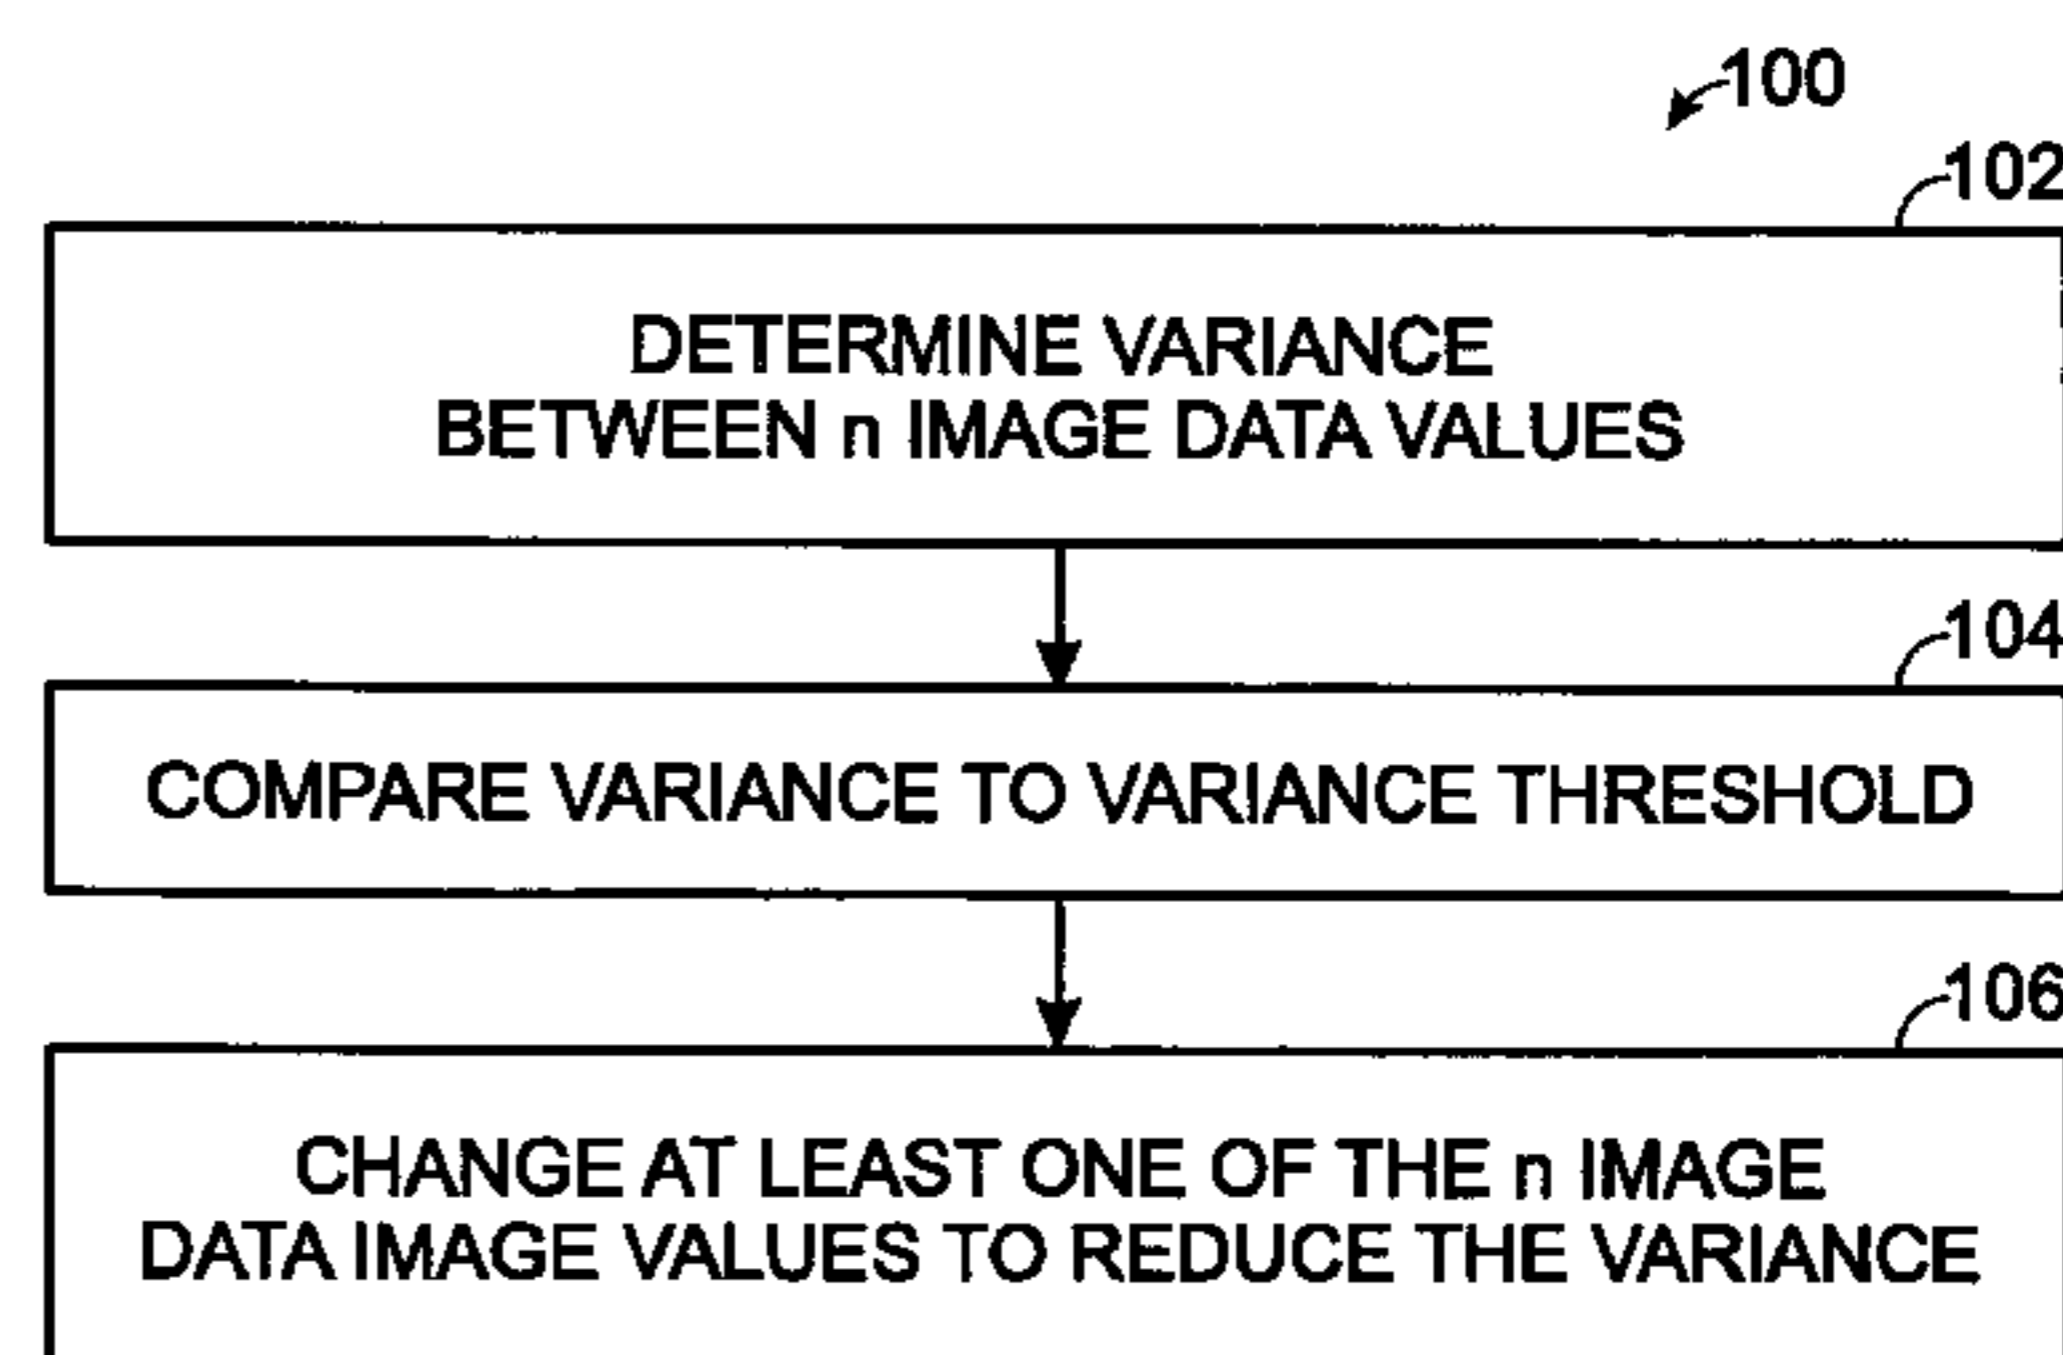 100
102
DETERMINE VARIANCE
BETWEEN n IMAGE DATA VALUES
104
COMPARE VARIANCE TO VARIANCE THRESHOLD
106
CHANGE AT LEAST ONE OF THE n IMAGE
DATA IMAGE VALUES TO REDUCE THE VARIANCE